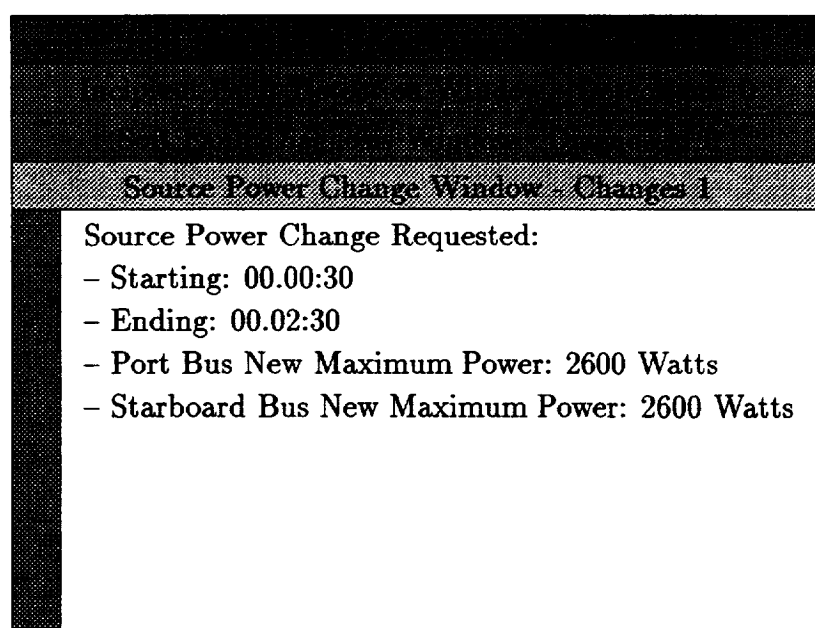 Source Power Change Window - Changes 1
Source Power Change Requested:
– Starting: 00.00:30
– Ending: 00.02:30
– Port Bus New Maximum Power: 2600 Watts
– Starboard Bus New Maximum Power: 2600 Watts